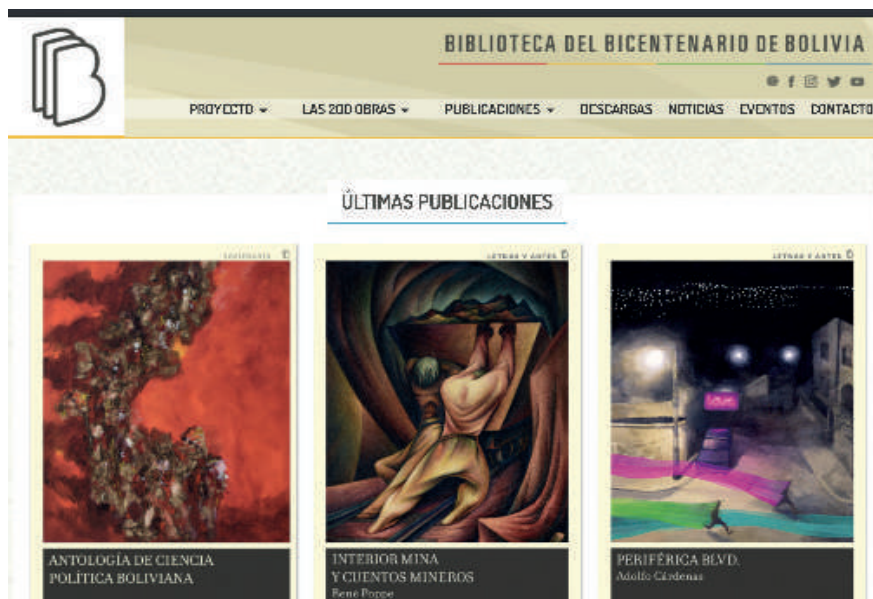 BIBLIOTECA DEL BICENTENARIO DE BOLIVIA
PROYECTO LAS 200 OBRAS PUBLICACIONES DESCARGAS NOTICIAS EVENTOS CONTACTO
ÚLTIMAS PUBLICACIONES
LETRAS Y ARTES
LETRAS Y ARTES
ANTOLOGÍA DE CIENCIA
POLÍTICA BOLIVIANA
INTERIOR MINA
Y CUENTOS MINEROS
René Poppe
PERIFÉRICA BLVD.
Adolfo Cárdenas